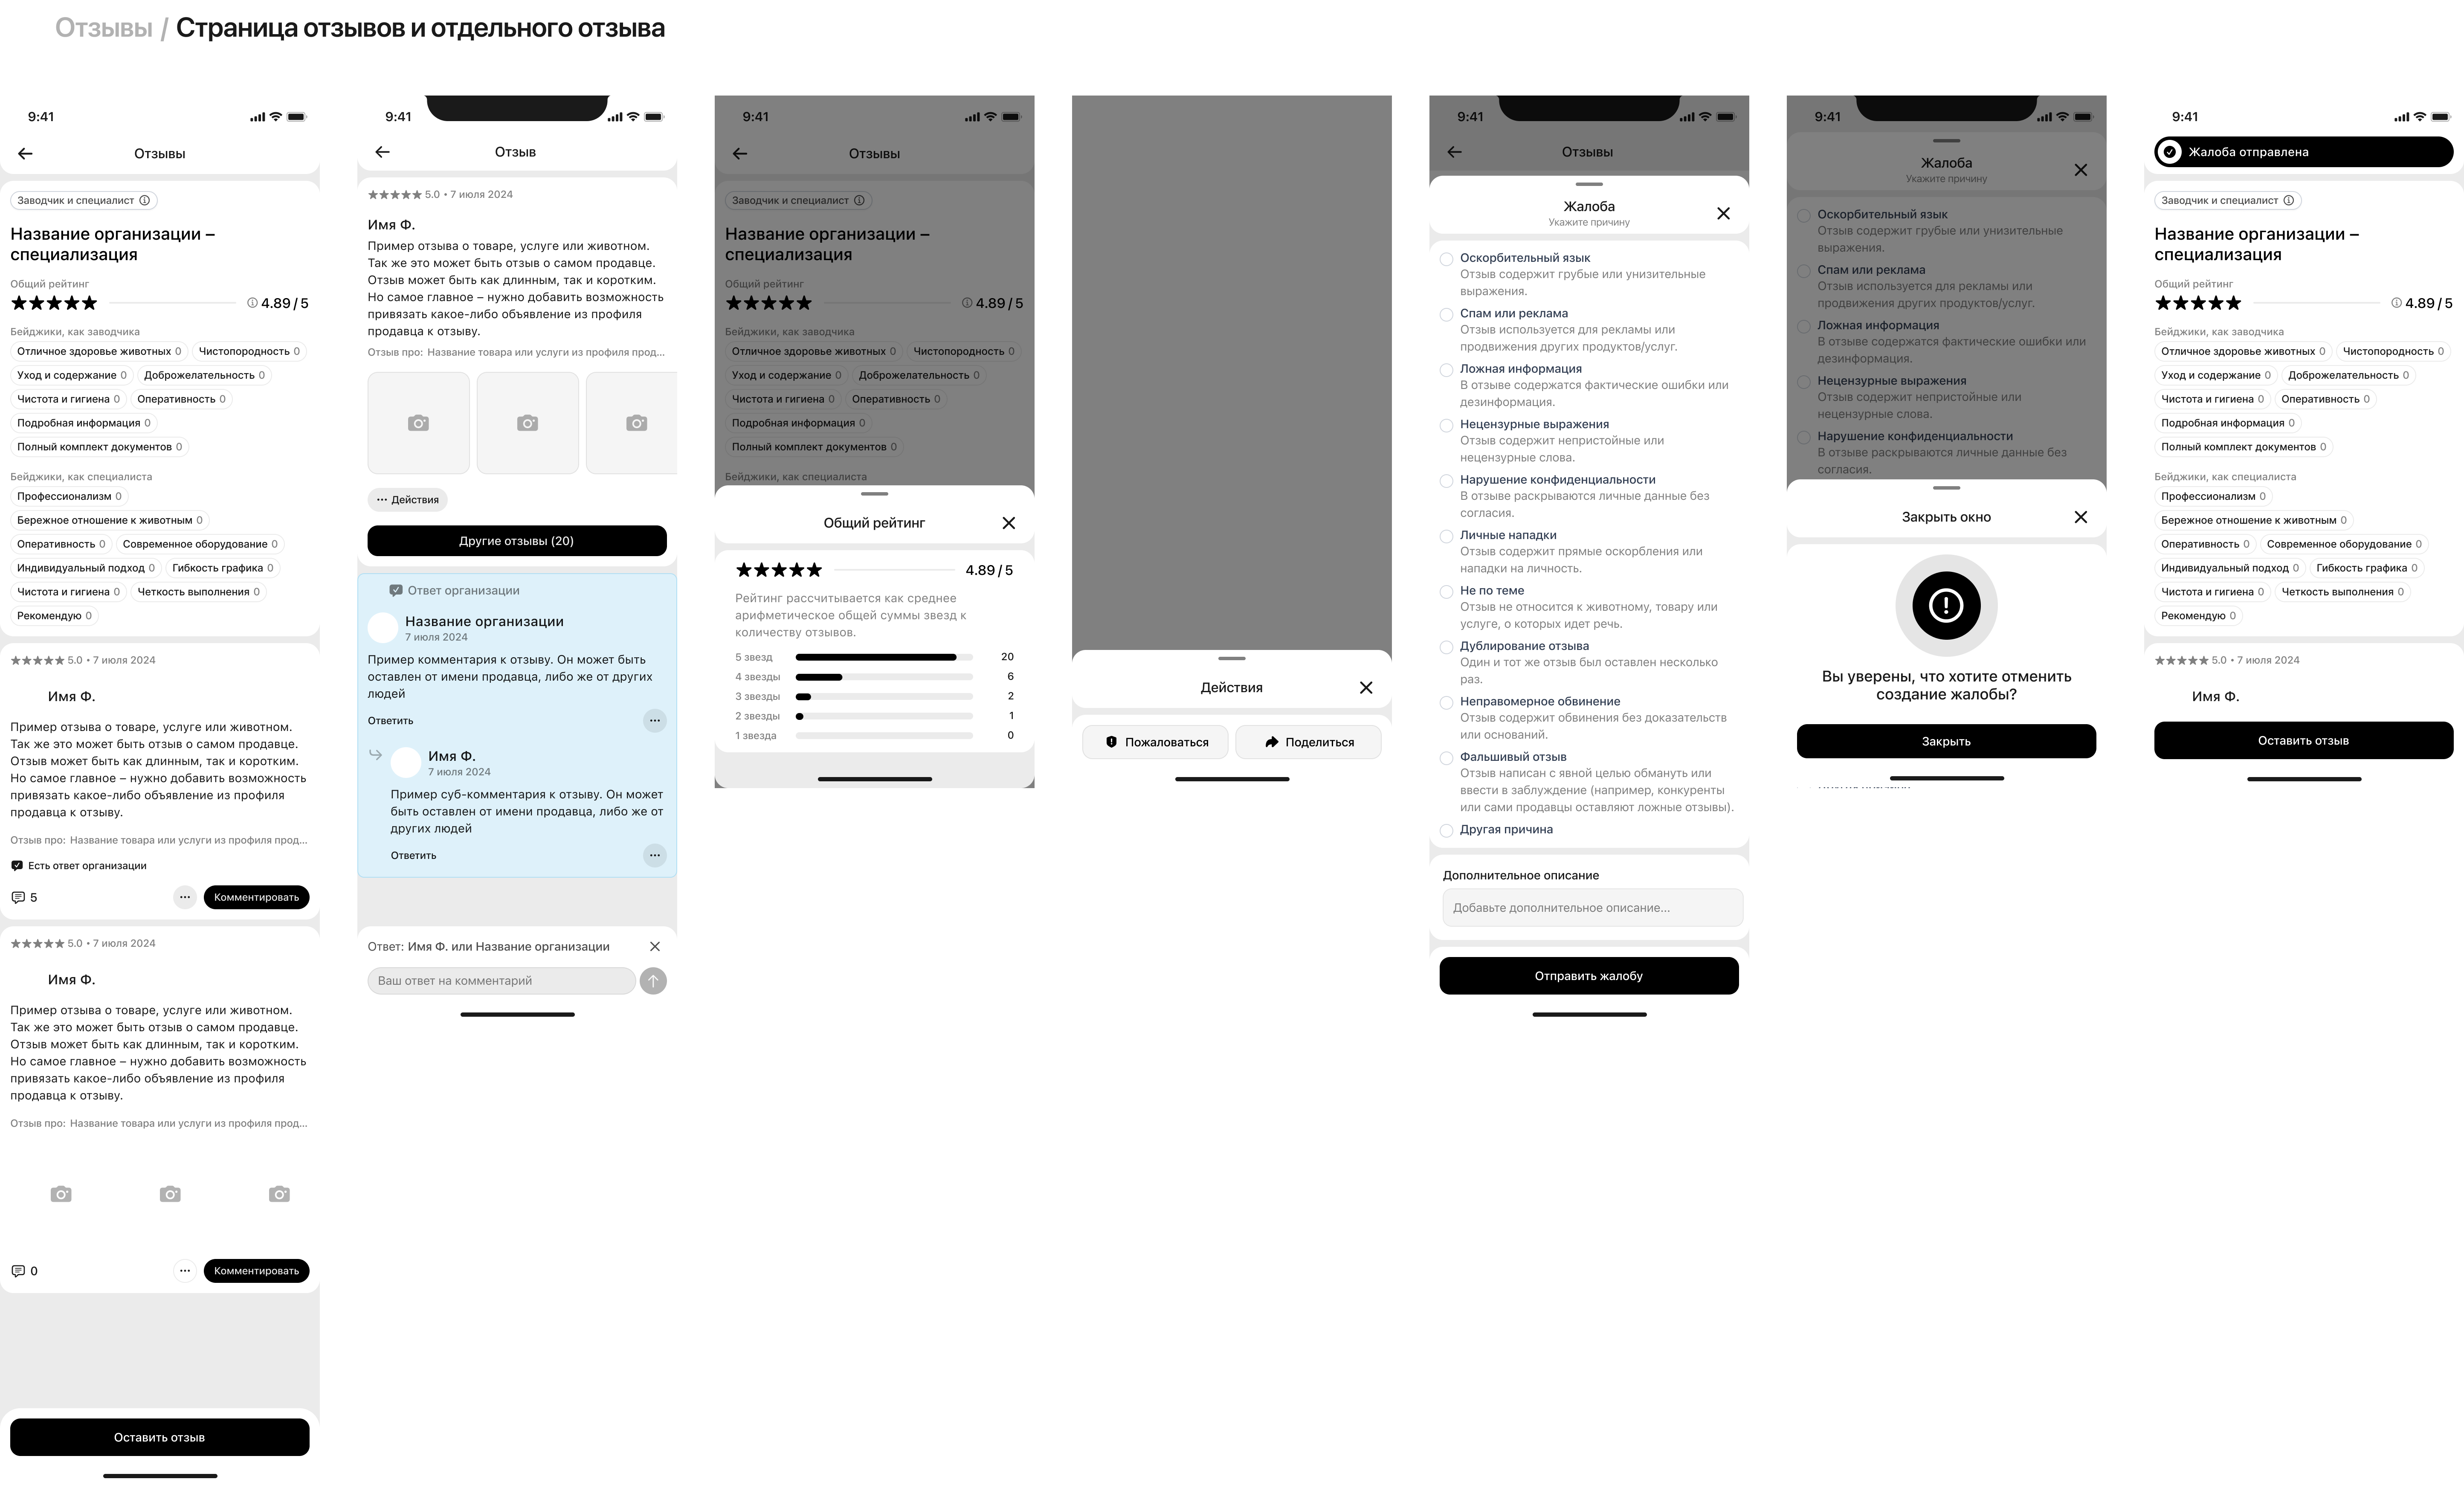 Отзывы / Страница отзывов и отдельного отзыва
9:41
Отзывы
Заводчик и специалист
Название организации –
специализация
Общий рейтинг
4.89 / 5
Бейджики, как заводчика
Отличное здоровье животных 0 Чистопородность 0
Уход и содержание 0 Доброжелательность 0
Чистота и гигиена 0 Оперативность 0
Подробная информация 0
Полный комплект документов 0
Бейджики, как специалиста
Профессионализм 0
Бережное отношение к животным 0
Оперативность 0 Современное оборудование 0
Индивидуальный подход 0 Гибкость графика 0
Чистота и гигиена 0 Четкость выполнения 0
Рекомендую 0
5.0 • 7 июля 2024
Имя Ф.
Пример отзыва о товаре, услуге или животном.
Так же это может быть отзыв о самом продавце.
Отзыв может быть как длинным, так и коротким.
Но самое главное – нужно добавить возможность
привязать какое-либо объявление из профиля
продавца к отзыву.
Отзыв про: Название товара или услуги из профиля прод...
Есть ответ организации
5 Комментировать
5.0 • 7 июля 2024
Имя Ф.
Пример отзыва о товаре, услуге или животном.
Так же это может быть отзыв о самом продавце.
Отзыв может быть как длинным, так и коротким.
Но самое главное – нужно добавить возможность
привязать какое-либо объявление из профиля
продавца к отзыву.
Отзыв про: Название товара или услуги из профиля прод...
0 Комментировать
Оставить отзыв
9:41
Отзыв
5.0 • 7 июля 2024
Имя Ф.
Пример отзыва о товаре, услуге или животном.
Так же это может быть отзыв о самом продавце.
Отзыв может быть как длинным, так и коротким.
Но самое главное – нужно добавить возможность
привязать какое-либо объявление из профиля
продавца к отзыву.
Отзыв про: Название товара или услуги из профиля прод...
Действия
Другие отзывы (20)
Ответ организации
Название организации
7 июля 2024
Пример комментария к отзыву. Он может быть
оставлен от имени продавца, либо же от других
людей
Ответить
Имя Ф.
7 июля 2024
Пример суб-комментария к отзыву. Он может
быть оставлен от имени продавца, либо же от
других людей
Ответить
Ответ: Имя Ф. или Название организации
Ваш ответ на комментарий
9:41
Отзывы
Заводчик и специалист
Название организации –
специализация
Общий рейтинг
4.89 / 5
Бейджики, как заводчика
Отличное здоровье животных 0 Чистопородность 0
Уход и содержание 0 Доброжелательность 0
Чистота и гигиена 0 Оперативность 0
Подробная информация 0
Полный комплект документов 0
Бейджики, как специалиста
Общий рейтинг
4.89 / 5
Рейтинг рассчитывается как среднее
арифметическое общей суммы звезд к
количеству отзывов.
5 звезд 20
4 звезды 6
3 звезды 2
2 звезды 1
1 звезда 0
Действия
Пожаловаться Поделиться
9:41
Отзывы
Жалоба
Укажите причину
Оскорбительный язык
Отзыв содержит грубые или унизительные
выражения.
Спам или реклама
Отзыв используется для рекламы или
продвижения других продуктов/услуг.
Ложная информация
В отзыве содержатся фактические ошибки или
дезинформация.
Нецензурные выражения
Отзыв содержит непристойные или
нецензурные слова.
Нарушение конфиденциальности
В отзыве раскрываются личные данные без
согласия.
Личные нападки
Отзыв содержит прямые оскорбления или
нападки на личность.
Не по теме
Отзыв не относится к животному, товару или
услуге, о которых идет речь.
Дублирование отзыва
Один и тот же отзыв был оставлен несколько
раз.
Неправомерное обвинение
Отзыв содержит обвинения без доказательств
или оснований.
Фальшивый отзыв
Отзыв написан с явной целью обмануть или
ввести в заблуждение (например, конкуренты
или сами продавцы оставляют ложные отзывы).
Другая причина
Дополнительное описание
Добавьте дополнительное описание...
Отправить жалобу
9:41
Жалоба
Укажите причину
Оскорбительный язык
Отзыв содержит грубые или унизительные
выражения.
Спам или реклама
Отзыв используется для рекламы или
продвижения других продуктов/услуг.
Ложная информация
В отзыве содержатся фактические ошибки или
дезинформация.
Нецензурные выражения
Отзыв содержит непристойные или
нецензурные слова.
Нарушение конфиденциальности
В отзыве раскрываются личные данные без
согласия.
Закрыть окно
Вы уверены, что хотите отменить
создание жалобы?
Закрыть
9:41
Жалоба отправлена
Заводчик и специалист
Название организации –
специализация
Общий рейтинг
4.89 / 5
Бейджики, как заводчика
Отличное здоровье животных 0 Чистопородность 0
Уход и содержание 0 Доброжелательность 0
Чистота и гигиена 0 Оперативность 0
Подробная информация 0
Полный комплект документов 0
Бейджики, как специалиста
Профессионализм 0
Бережное отношение к животным 0
Оперативность 0 Современное оборудование 0
Индивидуальный подход 0 Гибкость графика 0
Чистота и гигиена 0 Четкость выполнения 0
Рекомендую 0
5.0 • 7 июля 2024
Имя Ф.
Оставить отзыв